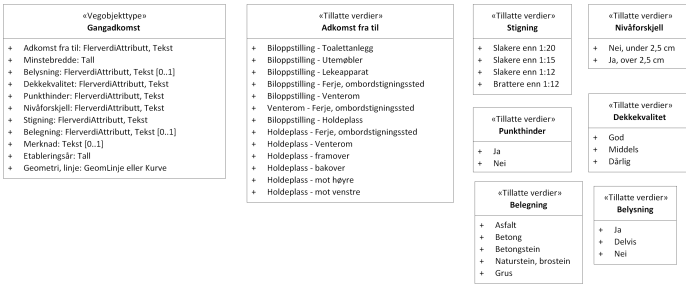 «Vegobjekttype»
Gangadkomst
+ Adkomst fra til: FlerverdiAttributt, Tekst
+ Minstebredde: Tall
+ Belysning: FlerverdiAttributt, Tekst [0..1]
+ Dekkekvalitet: FlerverdiAttributt, Tekst
+ Punkthinder: FlerverdiAttributt, Tekst
+ Nivåforskjell: FlerverdiAttributt, Tekst
+ Stigning: FlerverdiAttributt, Tekst
+ Belegning: FlerverdiAttributt, Tekst [0..1]
+ Merknad: Tekst [0..1]
+ Etableringsår: Tall
+ Geometri, linje: GeomLinje eller Kurve
«Tillatte verdier»
Adkomst fra til
+ Biloppstilling - Toalettanlegg
+ Biloppstilling - Utemøbler
+ Biloppstilling - Lekeapparat
+ Biloppstilling - Ferje, ombordstigningssted
+ Biloppstilling - Venterom
+ Venterom - Ferje, ombordstigningssted
+ Biloppstilling - Holdeplass
+ Holdeplass - Ferje, ombordstigningssted
+ Holdeplass - Venterom
+ Holdeplass - framover
+ Holdeplass - bakover
+ Holdeplass - mot høyre
+ Holdeplass - mot venstre
«Tillatte verdier»
Stigning
+ Slakere enn 1:20
+ Slakere enn 1:15
+ Slakere enn 1:12
+ Brattere enn 1:12
«Tillatte verdier»
Nivåforskjell
+ Nei, under 2,5 cm
+ Ja, over 2,5 cm
«Tillatte verdier»
Punkthinder
+ Ja
+ Nei
«Tillatte verdier»
Dekkekvalitet
+ God
+ Middels
+ Dårlig
«Tillatte verdier»
Belegning
+ Asfalt
+ Betong
+ Betongstein
+ Naturstein, brostein
+ Grus
«Tillatte verdier»
Belysning
+ Ja
+ Delvis
+ Nei